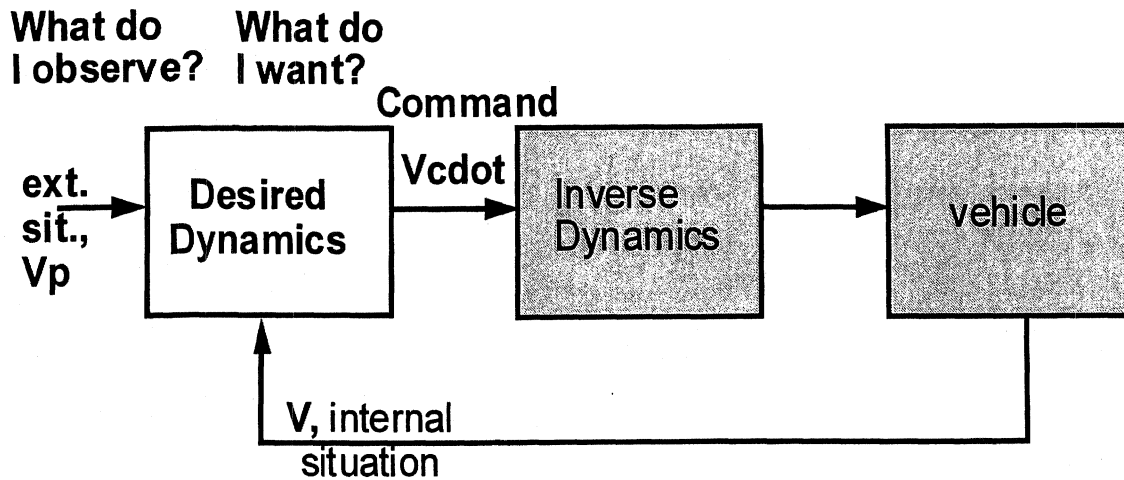 What do
I observe?
What do
I want?
Command
ext.
sit.,
Vp
Desired
Dynamics
Vcdot
Inverse
Dynamics
vehicle
V, internal
situation